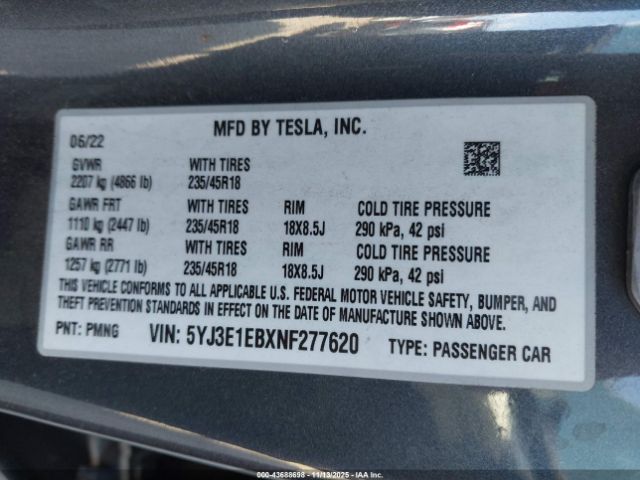 MFD BY TESLA, INC.
06/22
GVWR WITH TIRES
2207 kg (4866 lb) 235/45R18
GAWR FRT WITH TIRES RIM COLD TIRE PRESSURE
1110 kg (2447 lb) 235/45R18 18X8.5J 290 kPa, 42 psi
GAWR RR WITH TIRES RIM COLD TIRE PRESSURE
1257 kg (2771 lb) 235/45R18 18X8.5J 290 kPa, 42 psi
THIS VEHICLE CONFORMS TO ALL APPLICABLE U.S. FEDERAL MOTOR VEHICLE SAFETY, BUMPER, AND
THEFT PREVENTION STANDARDS IN EFFECT ON THE DATE OF MANUFACTURE SHOWN ABOVE.
PNT: PMNG VIN: 5YJ3E1EBXNF277620 TYPE: PASSENGER CAR
Stock: 000-43688698 - 11/13/2025 - IAA Inc.